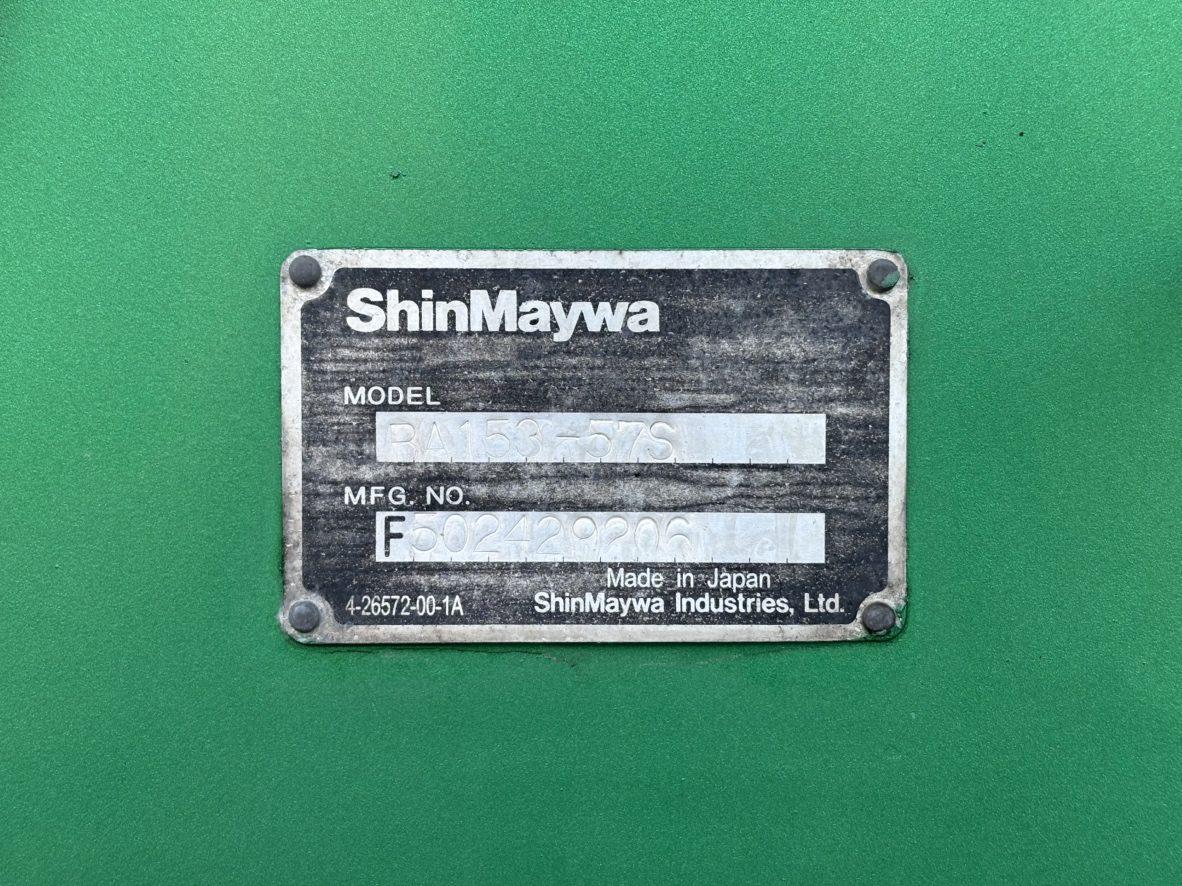 ShinMaywa
MODEL
RA153-57S
MFG. NO.
F502429206
Made in Japan
4-26572-00-1A ShinMaywa Industries, Ltd.